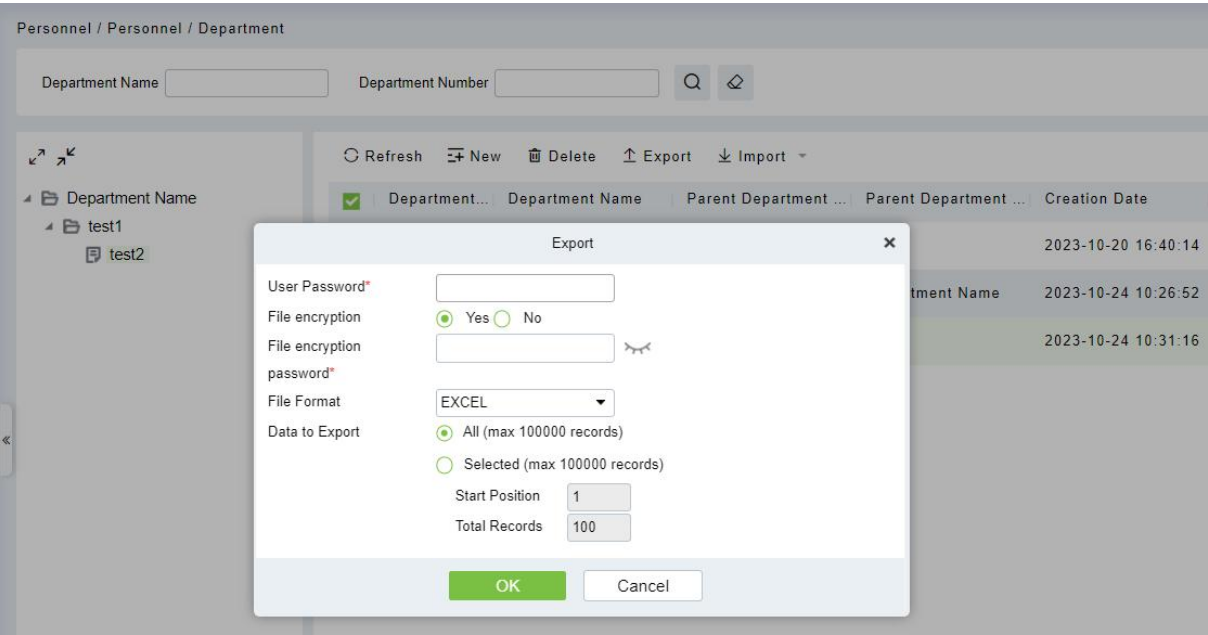 Personnel / Personnel / Department
Department Name Department Number
Refresh New Delete Export Import
Department Name
test1
test2
Department... Department Name Parent Department ... Parent Department ... Creation Date
2023-10-20 16:40:14
tment Name 2023-10-24 10:26:52
2023-10-24 10:31:16
Export
User Password*
File encryption Yes No
File encryption
password*
File Format EXCEL
Data to Export All (max 100000 records)
Selected (max 100000 records)
Start Position 1
Total Records 100
OK Cancel